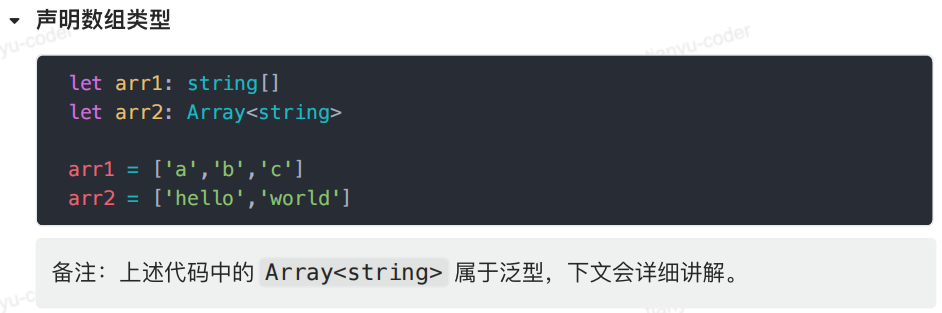 声明数组类型
let arr1: string[]
let arr2: Array<string>
arr1 = ['a','b','c']
arr2 = ['hello','world']
备注：上述代码中的 Array<string> 属于泛型，下文会详细讲解。
yu-coder
tianyu-coder
yu-c